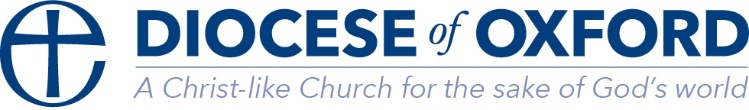 DIOCESE of OXFORD
A Christ-like Church for the sake of God's world